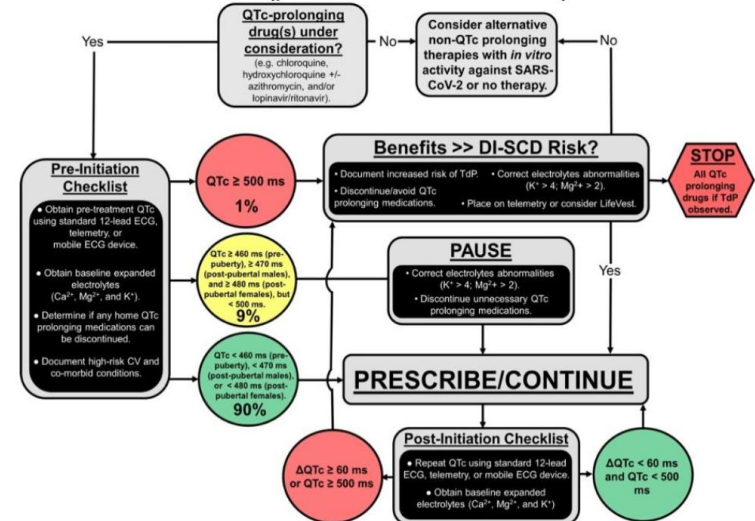 QTc-prolonging
drug(s) under
consideration?
(e.g. chloroquine,
hydroxychloroquine +/-
azithromycin, and/or
lopinavir/ritonavir).
Yes
No
Consider alternative
non-QTc prolonging
therapies with in vitro
activity against SARS-
CoV-2 or no therapy.
No
Pre-Initiation
Checklist
● Obtain pre-treatment QTc
using standard 12-lead ECG,
telemetry, or
mobile ECG device.
● Obtain baseline expanded
electrolytes
(Ca²⁺, Mg²⁺, and K⁺).
● Determine if any home QTc
prolonging medications can
be discontinued.
● Document high-risk CV and
co-morbid conditions.
QTc ≥ 500 ms
1%
QTc ≥ 460 ms (pre-
puberty), ≥ 470 ms
(post-pubertal males),
and ≥ 480 ms (post-
pubertal females), but
< 500 ms.
9%
QTc < 460 ms (pre-
puberty), < 470 ms
(post-pubertal males),
or < 480 ms (post-
pubertal females).
90%
Benefits >> DI-SCD Risk?
• Document increased risk of TdP.
• Discontinue/avoid QTc
prolonging medications.
• Correct electrolytes abnormalities
(K⁺ > 4; Mg²+ > 2).
• Place on telemetry or consider LifeVest.
STOP
All QTc
prolonging
drugs if TdP
observed.
PAUSE
• Correct electrolytes abnormalities
(K⁺ > 4; Mg²+ > 2).
• Discontinue unnecessary QTc
prolonging medications.
Yes
PRESCRIBE/CONTINUE
Post-Initiation Checklist
● Repeat QTc using standard 12-lead
ECG, telemetry, or mobile ECG device.
● Obtain baseline expanded
electrolytes (Ca²⁺, Mg²⁺, and K⁺)
ΔQTc ≥ 60 ms
or QTc ≥ 500 ms
ΔQTc < 60 ms
and QTc < 500
ms